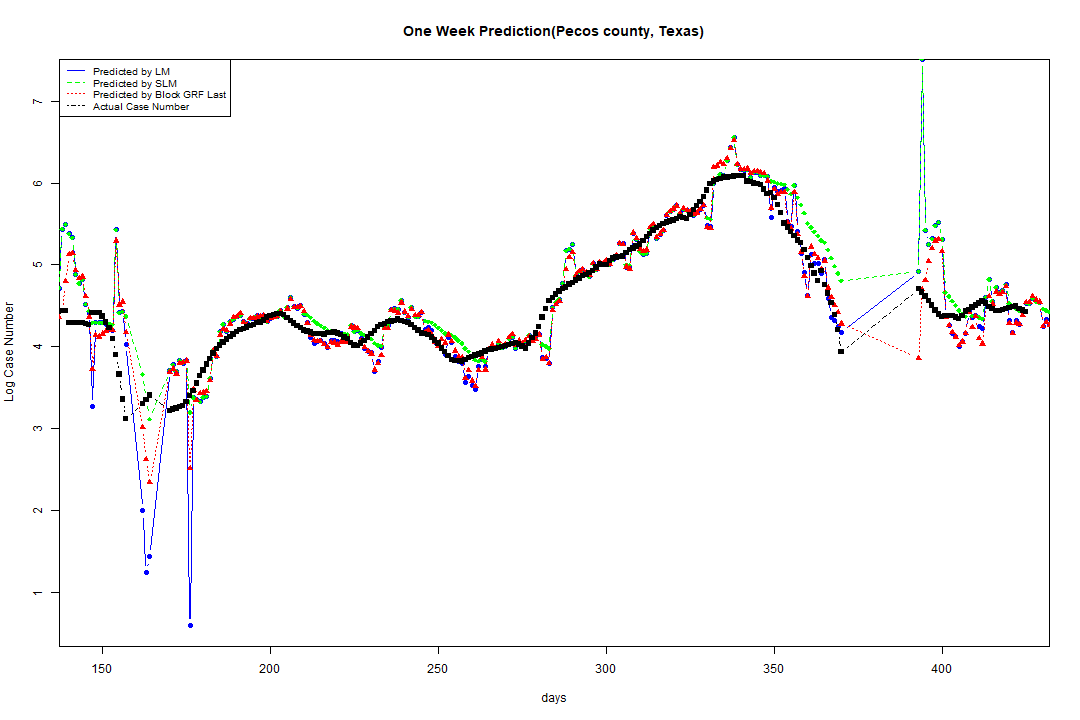 One Week Prediction(Pecos county, Texas)
Predicted by LM
Predicted by SLM
Predicted by Block GRF Last
Actual Case Number
Log Case Number
7
6
5
4
3
2
1
150 200 250 300 350 400
days